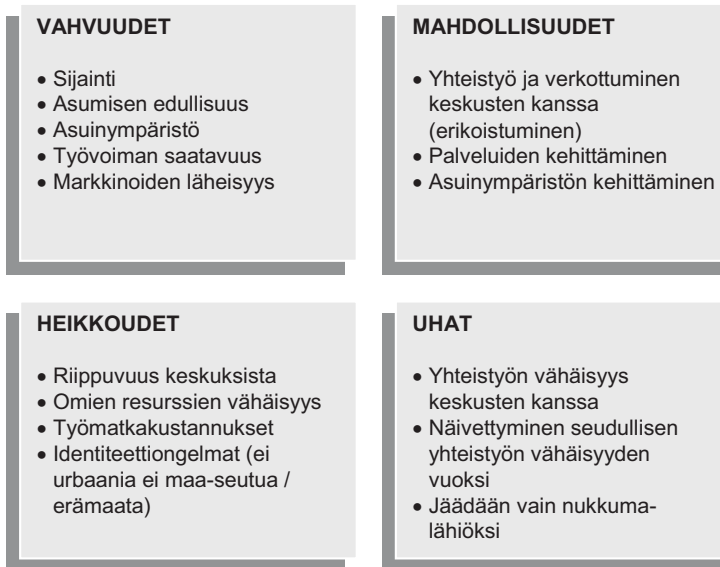 VAHVUUDET
• Sijainti
• Asumisen edullisuus
• Asuinympäristö
• Työvoiman saatavuus
• Markkinoiden läheisyys
MAHDOLLISUUDET
• Yhteistyö ja verkottuminen
keskusten kanssa
(erikoistuminen)
• Palveluiden kehittäminen
• Asuinympäristön kehittäminen
HEIKKOUDET
• Riippuvuus keskuksista
• Omien resurssien vähäisyys
• Työmatkakustannukset
• Identiteettiongelmat (ei
urbaania ei maa-seutua /
erämaata)
UHAT
• Yhteistyön vähäisyys
keskusten kanssa
• Näivettyminen seudullisen
yhteistyön vähäisyyden
vuoksi
• Jäädään vain nukkuma-
lähiöksi